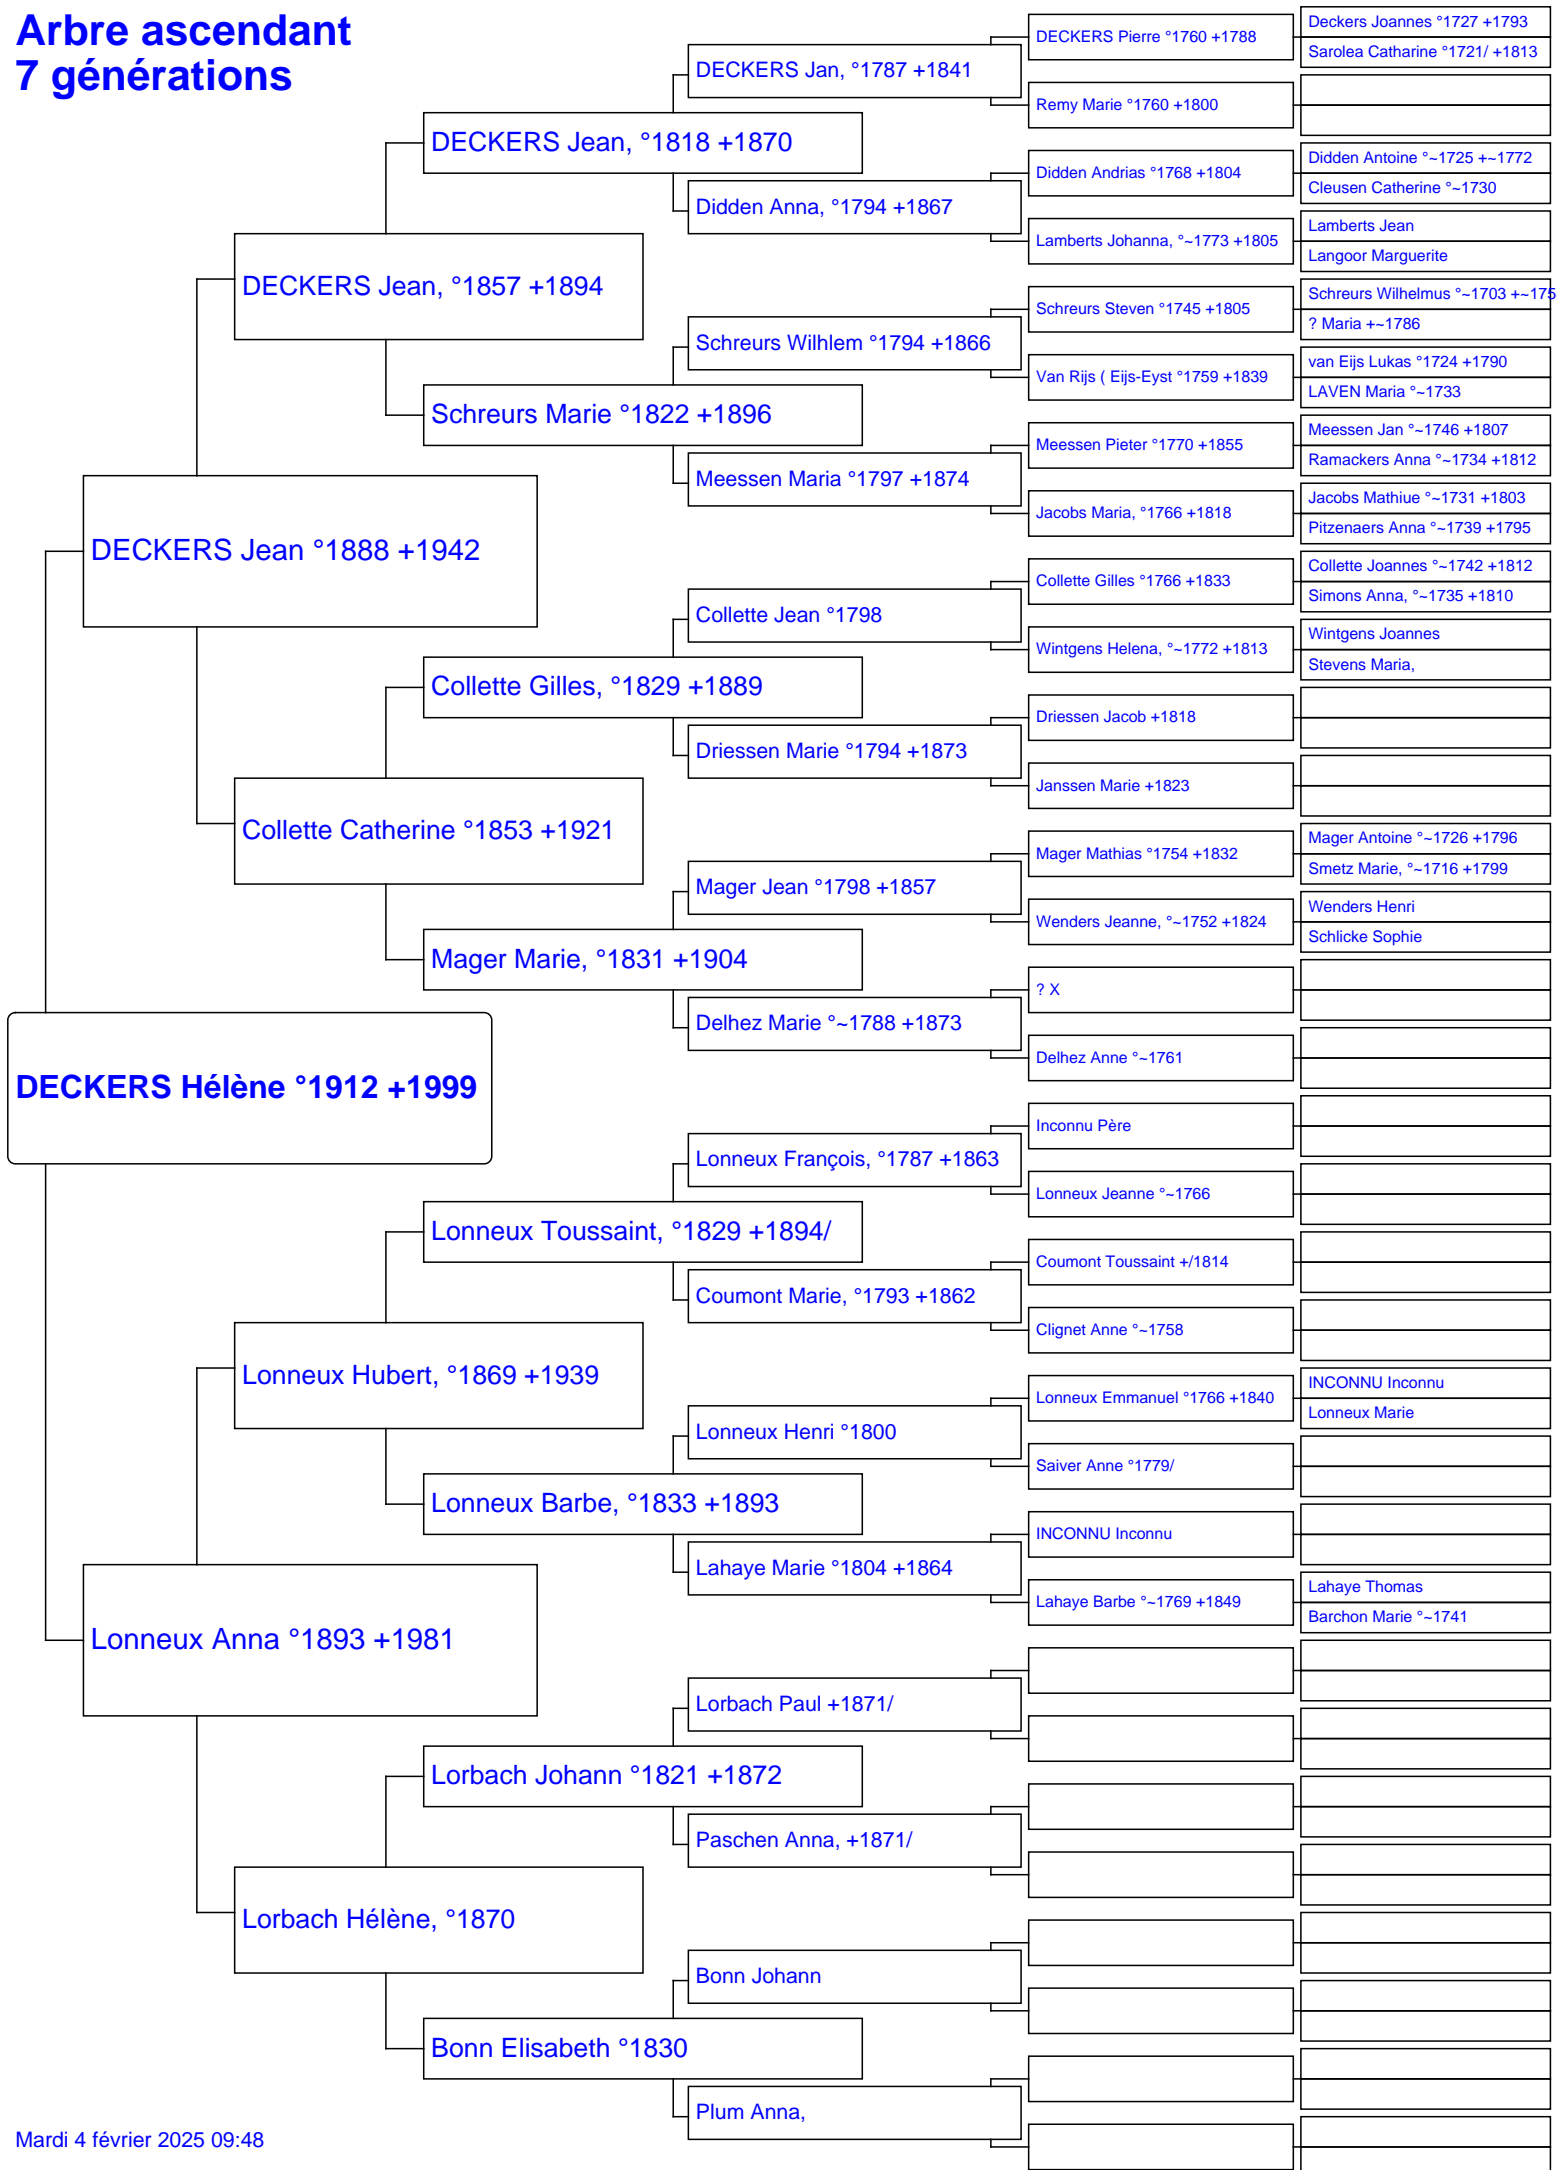 Arbre ascendant
7 générations
DECKERS Hélène °1912 +1999
DECKERS Jean °1888 +1942
Lonneux Anna °1893 +1981
DECKERS Jean, °1857 +1894
Collette Catherine °1853 +1921
Lonneux Hubert, °1869 +1939
Lorbach Hélène, °1870
DECKERS Jean, °1818 +1870
Schreurs Marie °1822 +1896
Collette Gilles, °1829 +1889
Mager Marie, °1831 +1904
Lonneux Toussaint, °1829 +1894/
Lonneux Barbe, °1833 +1893
Lorbach Johann °1821 +1872
Bonn Elisabeth °1830
DECKERS Jan, °1787 +1841
Didden Anna, °1794 +1867
Schreurs Wilhlem °1794 +1866
Meessen Maria °1797 +1874
Collette Jean °1798
Driessen Marie °1794 +1873
Mager Jean °1798 +1857
Delhez Marie °~1788 +1873
Lonneux François, °1787 +1863
Coumont Marie, °1793 +1862
Lonneux Henri °1800
Lahaye Marie °1804 +1864
Lorbach Paul +1871/
Paschen Anna, +1871/
Bonn Johann
Plum Anna,
DECKERS Pierre °1760 +1788
Remy Marie °1760 +1800
Didden Andrias °1768 +1804
Lamberts Johanna, °~1773 +1805
Schreurs Steven °1745 +1805
Van Rijs ( Eijs-Eyst °1759 +1839
Meessen Pieter °1770 +1855
Jacobs Maria, °1766 +1818
Collette Gilles °1766 +1833
Wintgens Helena, °~1772 +1813
Driessen Jacob +1818
Janssen Marie +1823
Mager Mathias °1754 +1832
Wenders Jeanne, °~1752 +1824
? X
Delhez Anne °~1761
Inconnu Père
Lonneux Jeanne °~1766
Coumont Toussaint +/1814
Clignet Anne °~1758
Lonneux Emmanuel °1766 +1840
Saiver Anne °1779/
INCONNU Inconnu
Lahaye Barbe °~1769 +1849
Deckers Joannes °1727 +1793
Sarolea Catharine °1721/ +1813
Didden Antoine °~1725 +~1772
Cleusen Catherine °~1730
Lamberts Jean
Langoor Marguerite
Schreurs Wilhelmus °~1703 +~175
? Maria +~1786
van Eijs Lukas °1724 +1790
LAVEN Maria °~1733
Meessen Jan °~1746 +1807
Ramackers Anna °~1734 +1812
Jacobs Mathiue °~1731 +1803
Pitzenaers Anna °~1739 +1795
Collette Joannes °~1742 +1812
Simons Anna, °~1735 +1810
Wintgens Joannes
Stevens Maria,
Mager Antoine °~1726 +1796
Smetz Marie, °~1716 +1799
Wenders Henri
Schlicke Sophie
INCONNU Inconnu
Lonneux Marie
Lahaye Thomas
Barchon Marie °~1741
Mardi 4 février 2025 09:48